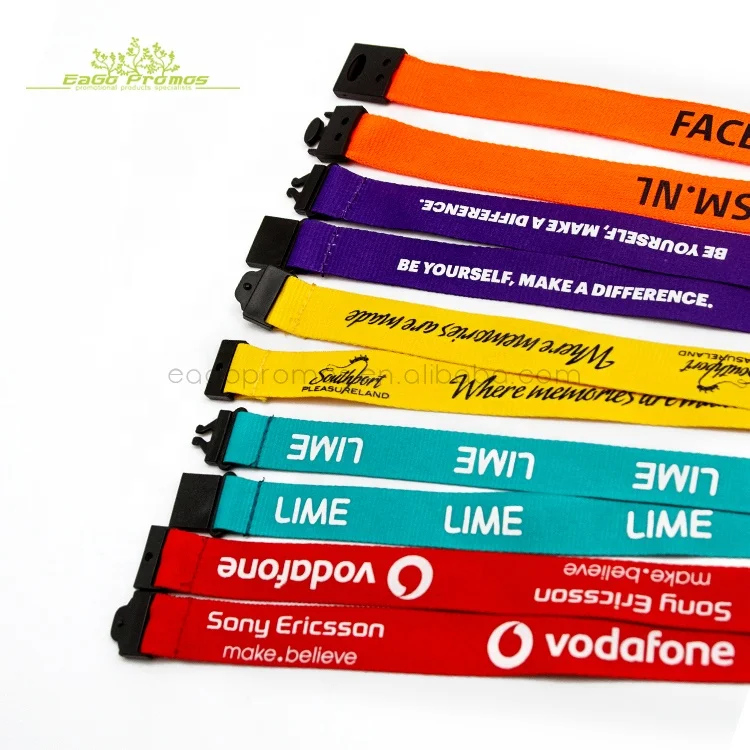 EaGo Promos
promotional products specialists
FACE
SM.NL
BE YOURSELF, MAKE A DIFFERENCE.
BE YOURSELF, MAKE A DIFFERENCE.
Where memories are made
Southport
PLEASURELAND
eagopromo.en.alibaba.com
Southport
PLEASURELAND
Where memories are made
LIME LIME LIME
LIME LIME LIME
vodafone
Sony Ericsson
make.believe
Sony Ericsson
make.believe
vodafone